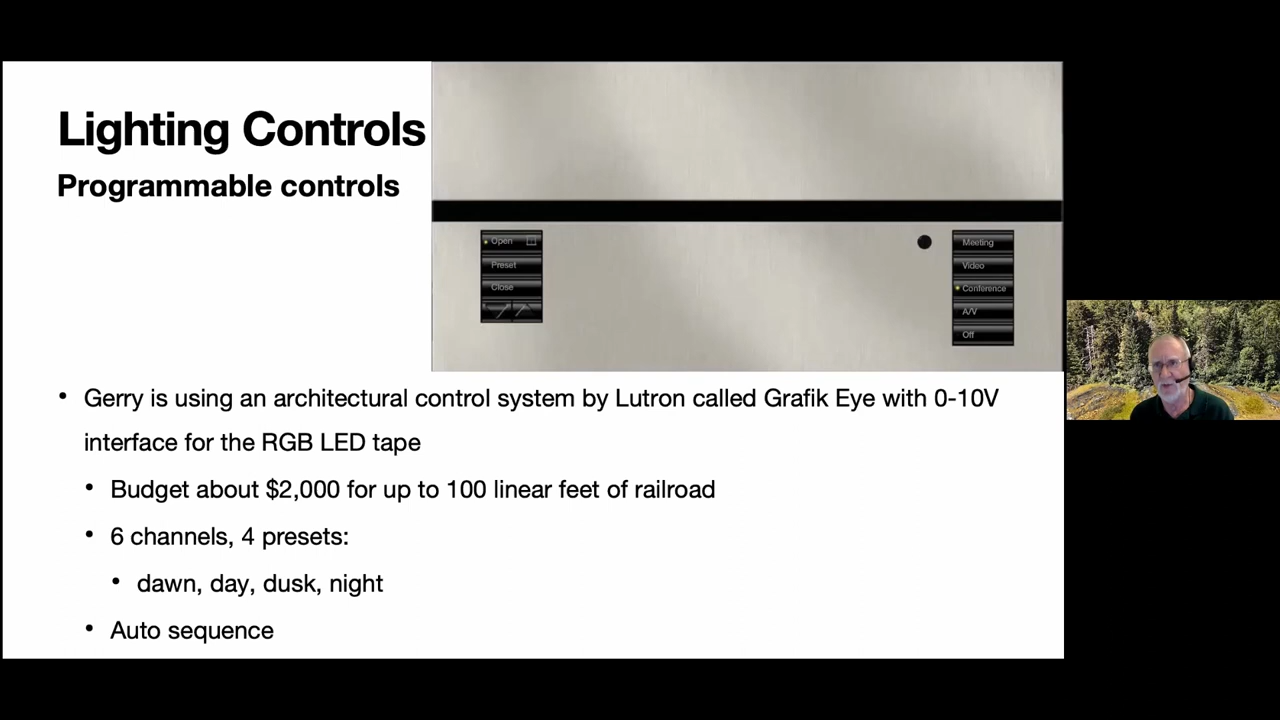 Lighting Controls
Programmable controls
Open
Preset
Close
Meeting
Video
Conference
A/V
Off
• Gerry is using an architectural control system by Lutron called Grafik Eye with 0-10V
interface for the RGB LED tape
• Budget about $2,000 for up to 100 linear feet of railroad
• 6 channels, 4 presets:
• dawn, day, dusk, night
• Auto sequence